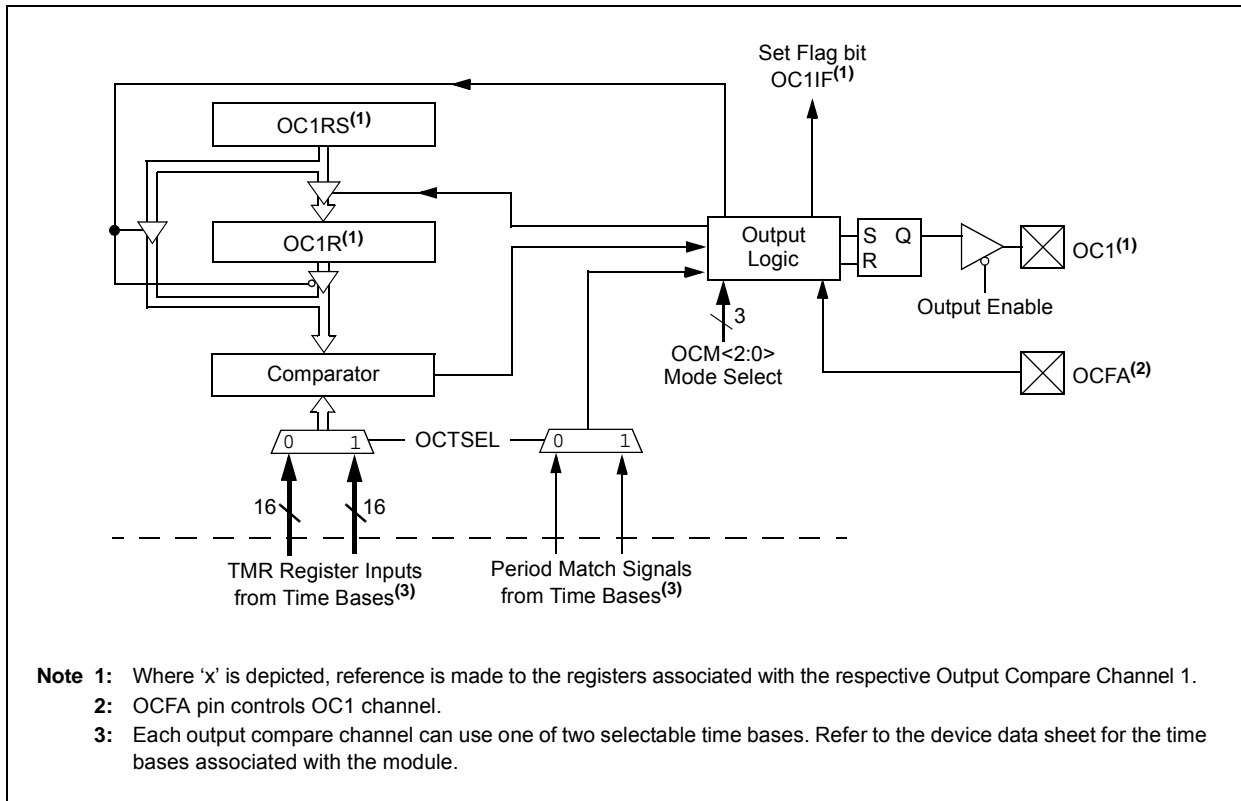 Set Flag bit
OC1IF(1)
OC1RS(1)
OC1R(1)
Output
Logic
S Q
R
OC1(1)
Output Enable
3
OCM<2:0>
Mode Select
OCFA(2)
Comparator
0 1
OCTSEL
0 1
16
16
TMR Register Inputs
from Time Bases(3)
Period Match Signals
from Time Bases(3)
Note 1: Where ‘x’ is depicted, reference is made to the registers associated with the respective Output Compare Channel 1.
2: OCFA pin controls OC1 channel.
3: Each output compare channel can use one of two selectable time bases. Refer to the device data sheet for the time
bases associated with the module.